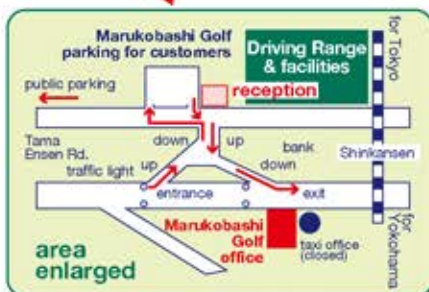 Marukobashi Golf
parking for customers
Driving Range
& facilities
for Tokyo
public parking
reception
Tama
Ensen Rd.
down
up
bank
Shinkansen
traffic light
up
down
entrance
exit
Marukobashi
Golf
office
taxi office
(closed)
for
Yokohama
area
enlarged